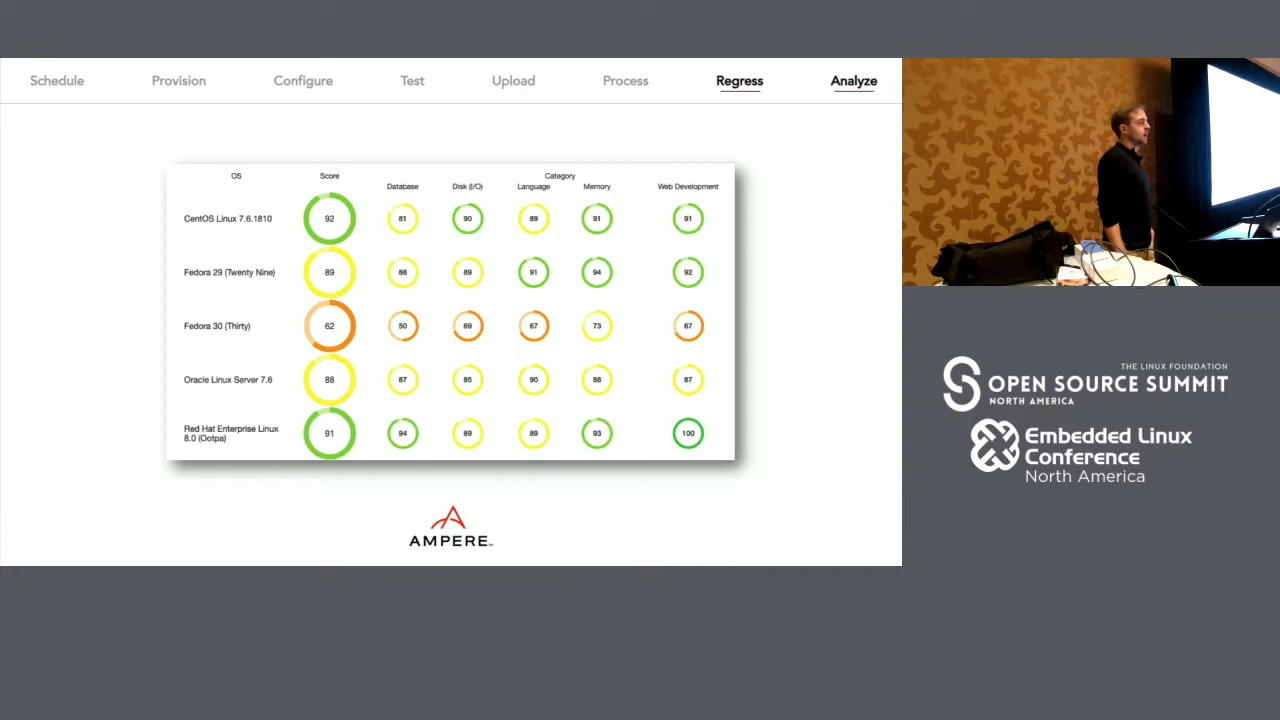 Schedule Provision Configure Test Upload Process Regress Analyze
OS Score Category
Database Disk (I/O) Language Memory Web Development
CentOS Linux 7.6.1810 92 81 90 89 91 91
Fedora 29 (Twenty Nine) 89 88 89 91 94 92
Fedora 30 (Thirty) 62 50 69 67 73 67
Oracle Linux Server 7.6 88 87 85 90 88 87
Red Hat Enterprise Linux
8.0 (Ootpa) 91 94 89 89 93 100
AMPERE™
THE LINUX FOUNDATION
OPEN SOURCE SUMMIT
NORTH AMERICA
Embedded Linux
Conference
North America